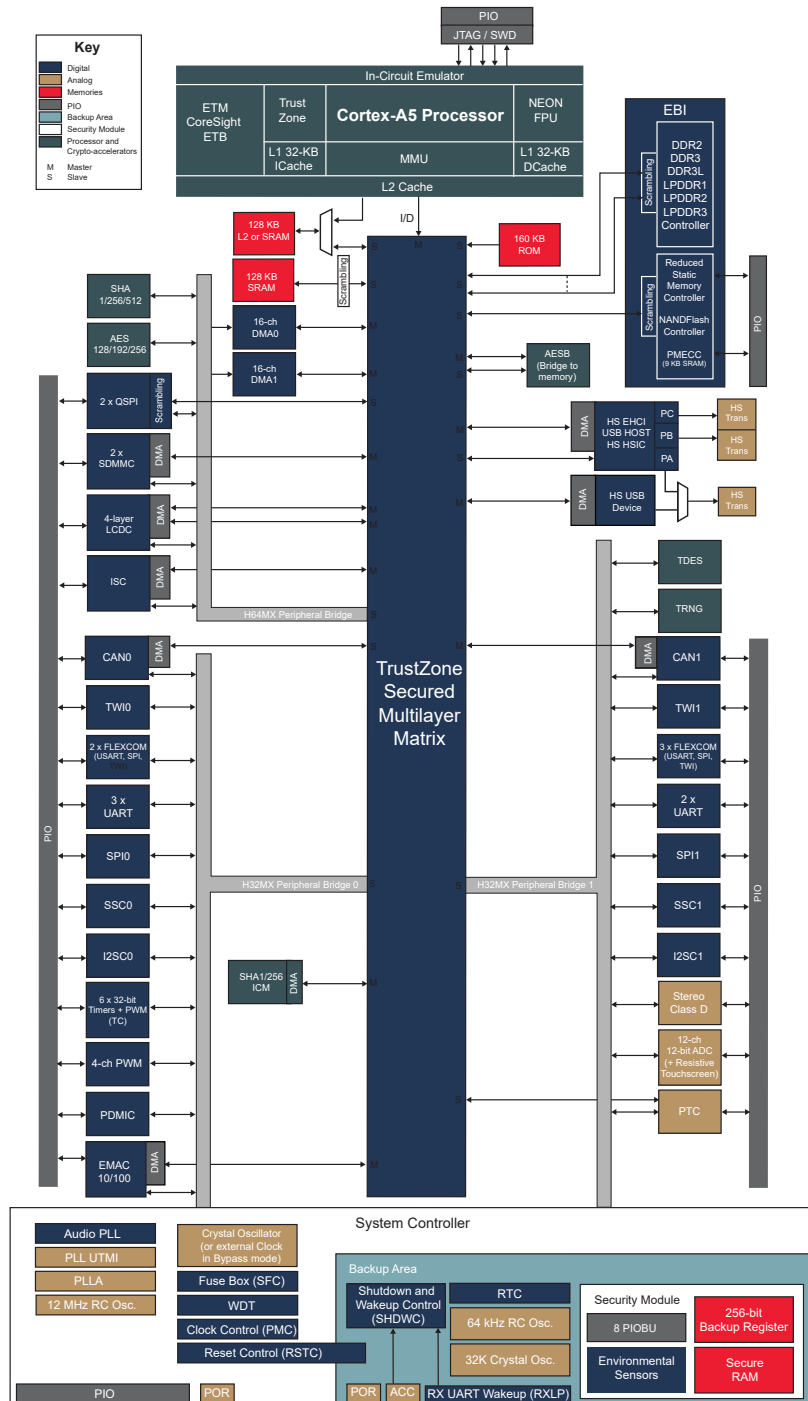 PIO
JTAG / SWD
Key
Digital
Analog
Memories
PIO
Backup Area
Security Module
Processor and
Crypto-accelerators
M Master
S Slave
In-Circuit Emulator
ETM
CoreSight
ETB
Trust
Zone
Cortex-A5 Processor
NEON
FPU
L1 32-KB
ICache
MMU
L1 32-KB
DCache
L2 Cache
I/D
EBI
Scrambling
DDR2
DDR3
DDR3L
LPDDR1
LPDDR2
LPDDR3
Controller
Scrambling
Reduced
Static
Memory
Controller
NANDFlash
Controller
PMECC
(9 KB SRAM)
PIO
128 KB
L2 or SRAM
128 KB
SRAM
Scrambling
160 KB
ROM
M
S
S
S
S
S
S
SHA
1/256/512
AES
128/192/256
16-ch
DMA0
M
16-ch
DMA1
M
AESB
(Bridge to
memory)
M
S
PIO
2 x QSPI
Scrambling
S
2 x
SDMMC
DMA
M
4-layer
LCDC
DMA
M
M
ISC
DMA
M
H64MX Peripheral Bridge
S
DMA
HS EHCI
USB HOST
HS HSIC
PC
PB
PA
HS
Trans
HS
Trans
M
S
DMA
HS USB
Device
HS
Trans
M
TDES
TRNG
TrustZone
Secured
Multilayer
Matrix
CAN0
DMA
S
TWI0
2 x FLEXCOM
(USART, SPI,
TWI)
3 x
UART
SPI0
SSC0
I2SC0
6 x 32-bit
Timers + PWM
(TC)
4-ch PWM
PDMIC
EMAC
10/100
DMA
M
H32MX Peripheral Bridge 0
S
SHA1/256
ICM
DMA
M
M
DMA
CAN1
TWI1
3 x FLEXCOM
(USART, SPI,
TWI)
2 x
UART
SPI1
SSC1
I2SC1
Stereo
Class D
12-ch
12-bit ADC
(+ Resistive
Touchscreen)
PTC
S
S
H32MX Peripheral Bridge 1
PIO
System Controller
Audio PLL
PLL UTMI
PLLA
12 MHz RC Osc.
Crystal Oscillator
(or external Clock
in Bypass mode)
Fuse Box (SFC)
WDT
Clock Control (PMC)
Reset Control (RSTC)
PIO
POR
Backup Area
Shutdown and
Wakeup Control
(SHDWC)
RTC
64 kHz RC Osc.
32K Crystal Osc.
POR
ACC
RX UART Wakeup (RXLP)
Security Module
8 PIOBU
256-bit
Backup Register
Environmental
Sensors
Secure
RAM